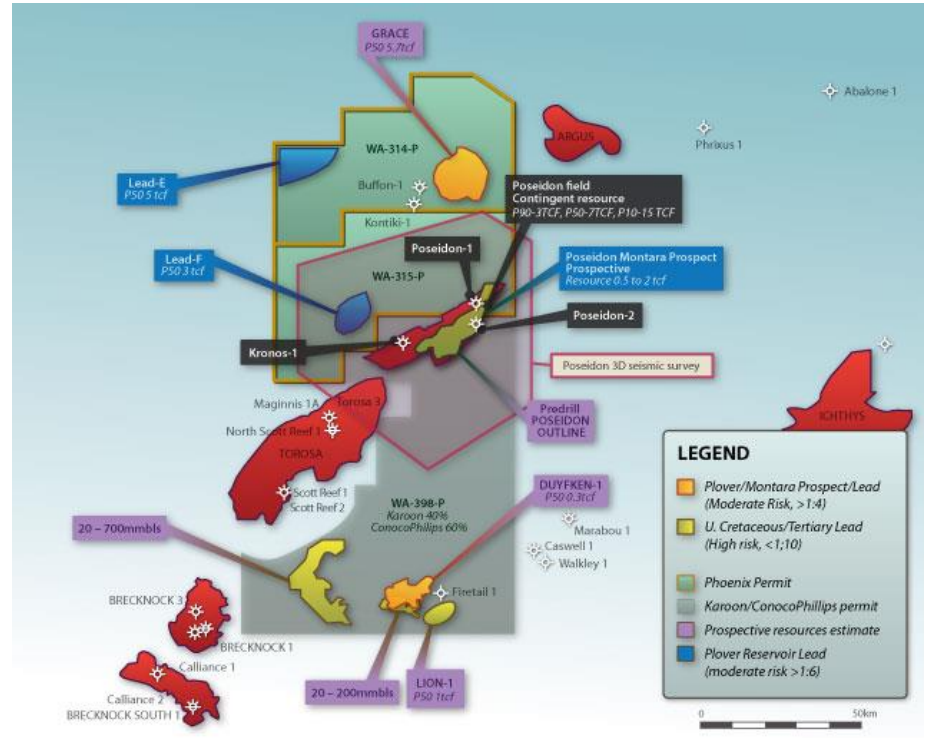 GRACE
P50 5.7tcf
Abalone 1
ARGUS
Phrixus 1
WA-314-P
Lead-E
P50 5 tcf
Buffon-1
Kontiki-1
Poseidon field
Contingent resource
P90-3TCF, P50-7TCF, P10-15 TCF
Poseidon-1
Lead-F
P50 3 tcf
WA-315-P
Poseidon Montara Prospect
Prospective
Resource 0.5 to 2 tcf
Poseidon-2
Kronos-1
Poseidon 3D seismic survey
Maginnis 1A
Torosa 3
North Scott Reef 1
TOROSA
Predrill
POSEIDON
OUTLINE
ICHTHYS
Scott Reef 1
Scott Reef 2
WA-398-P
Karoon 40%
ConocoPhilips 60%
DUYFKEN-1
P50 0.3tcf
20 – 700mmbls
Marabou 1
Caswell 1
Walkley 1
Firetail 1
BRECKNOCK 3
BRECKNOCK 1
Calliance 1
Calliance 2
BRECKNOCK SOUTH 1
20 – 200mmbls
LION-1
P50 1tcf
LEGEND
Plover/Montara Prospect/Lead
(Moderate Risk, >1:4)
U. Cretaceous/Tertiary Lead
(High risk, <1;10)
Phoenix Permit
Karoon/ConocoPhillips permit
Prospective resources estimate
Plover Reservoir Lead
(moderate risk >1:6)
0 50km